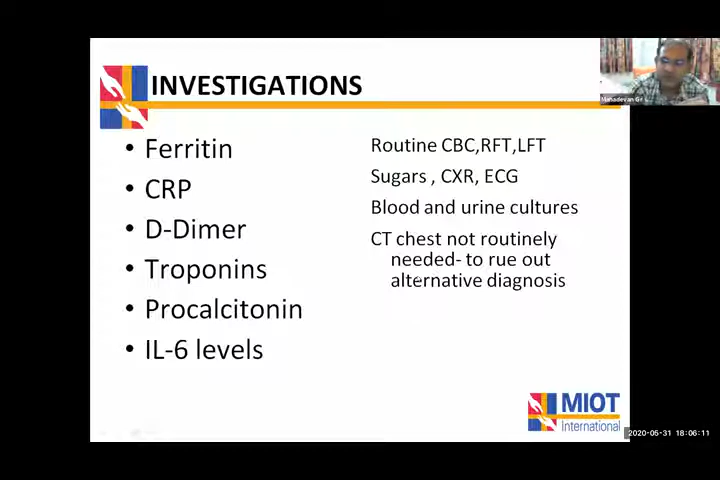 INVESTIGATIONS
• Ferritin
• CRP
• D-Dimer
• Troponins
• Procalcitonin
• IL-6 levels
Routine CBC,RFT,LFT
Sugars , CXR, ECG
Blood and urine cultures
CT chest not routinely
needed- to rue out
alternative diagnosis
MIOT
International
2020-05-31 18:06:11